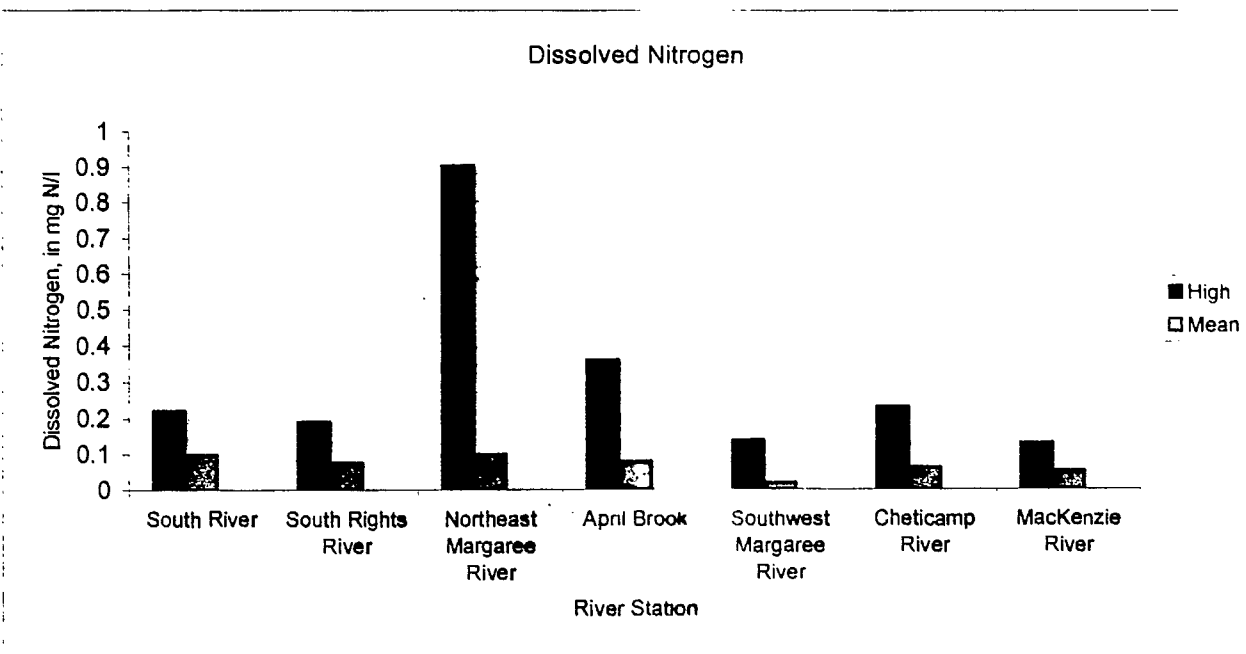 Dissolved Nitrogen
Dissolved Nitrogen, in mg N/l
1
0.9
0.8
0.7
0.6
0.5
0.4
0.3
0.2
0.1
0
South River
South Rights
River
Northeast
Margaree
River
April Brook
Southwest
Margaree
River
Cheticamp
River
MacKenzie
River
River Station
High
Mean